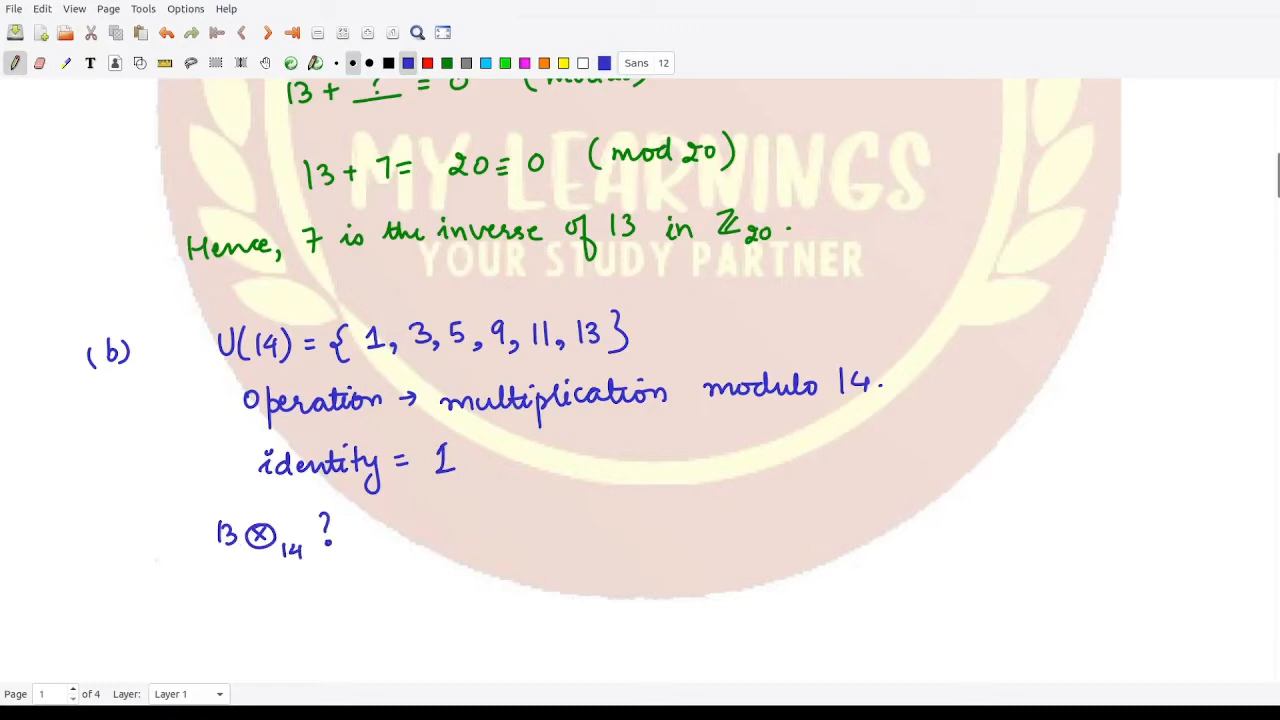 File Edit View Page Tools Options Help
Sans 12
13 + ? = 0
MY LEARNINGS
13 + 7 = 20 ≡ 0 (mod 20)
Hence, 7 is the inverse of 13 in ℤ20.
YOUR STUDY PARTNER
(b) U(14) = { 1, 3, 5, 9, 11, 13 }
operation → multiplication modulo 14.
identity = 1
13 ⊗14 ?
Page 1 of 4 Layer: Layer 1